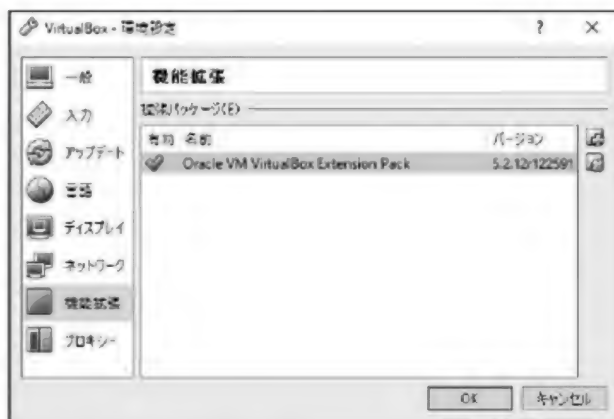 VirtualBox - 環境設定
一般
入力
アップデート
言語
ディスプレイ
ネットワーク
機能拡張
プロキシー
機能拡張
拡張パッケージ(E)
有効 名前 バージョン
Oracle VM VirtualBox Extension Pack 5.2.12r122591
OK キャンセル